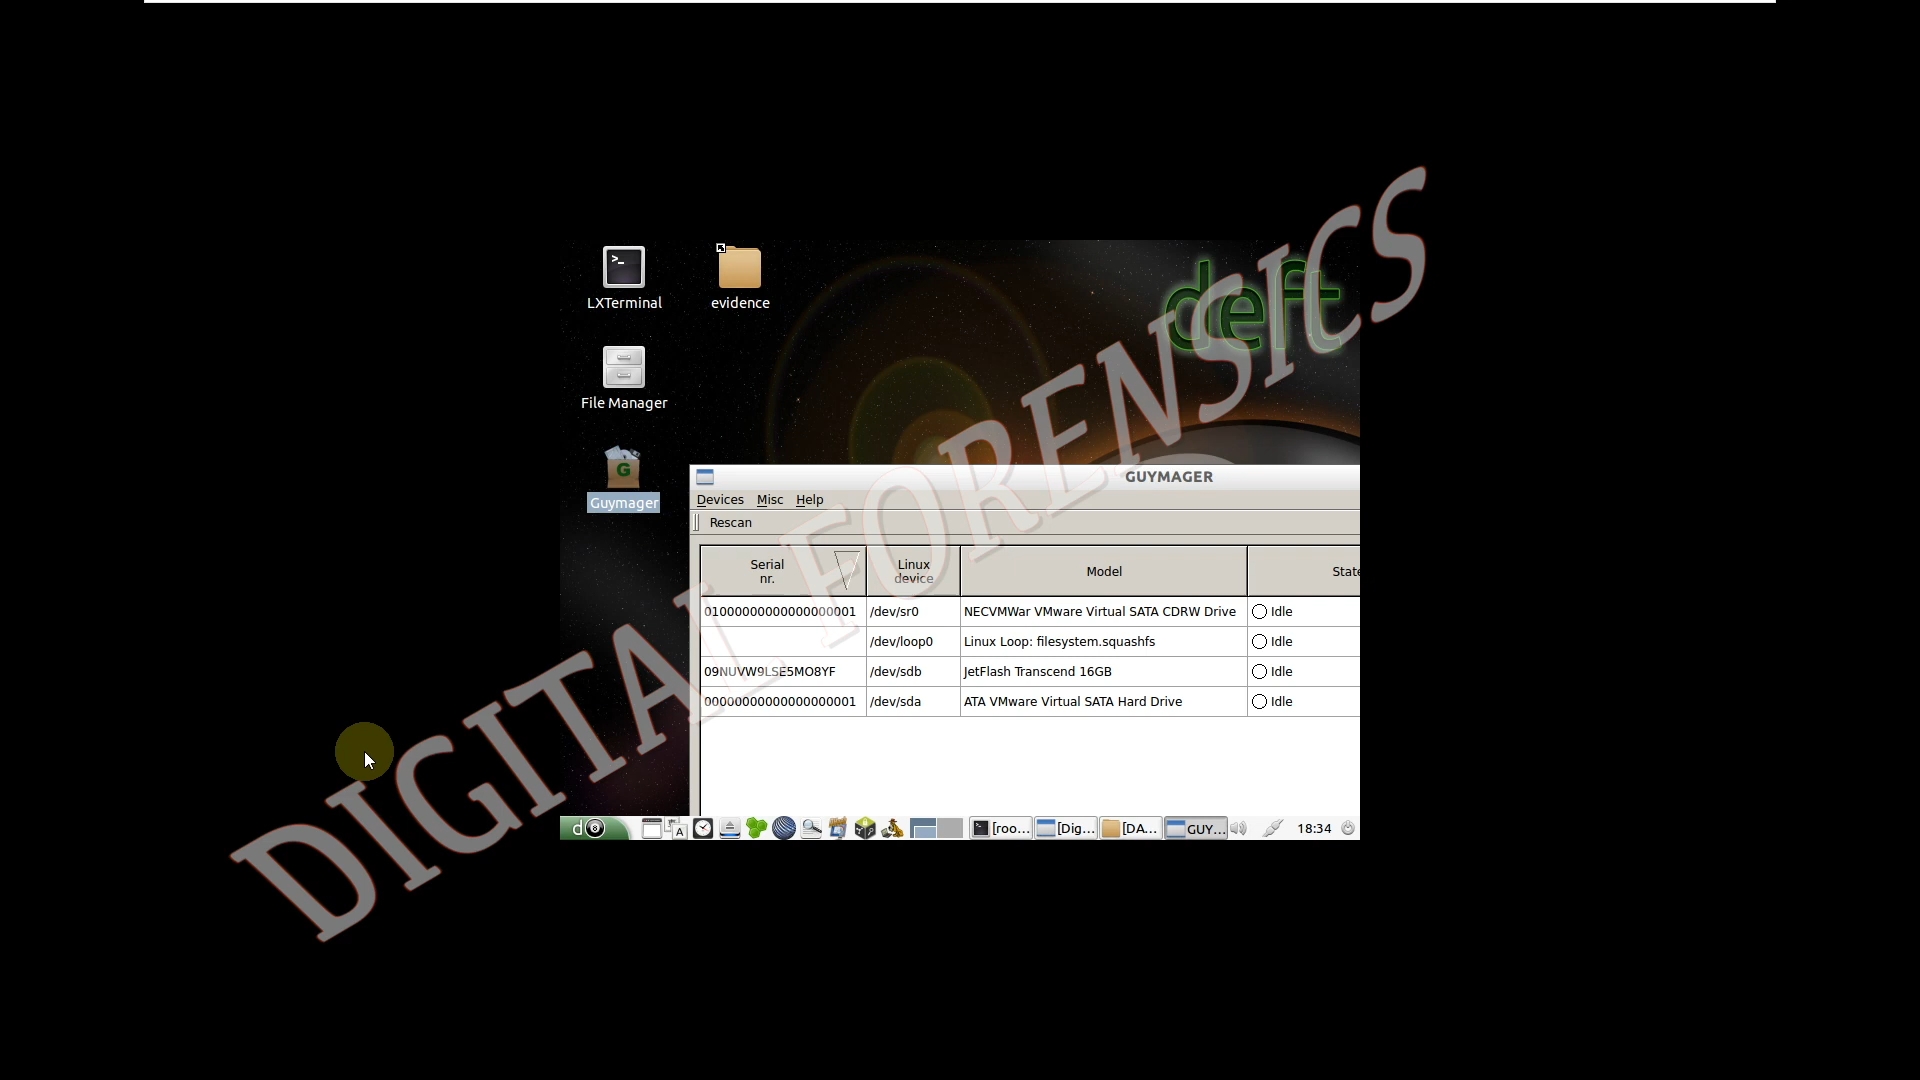 DIGITAL FORENSICS
deft
LXTerminal
evidence
File Manager
Guymager
GUYMAGER
Devices Misc Help
Rescan
Serial nr. Linux device Model State
01000000000000000001 /dev/sr0 NECVMWar VMware Virtual SATA CDRW Drive Idle
/dev/loop0 Linux Loop: filesystem.squashfs Idle
09NUVW9LSE5MO8YF /dev/sdb JetFlash Transcend 16GB Idle
00000000000000000001 /dev/sda ATA VMware Virtual SATA Hard Drive Idle
d 8 A [roo... [Dig... [DA... GUY... 18:34